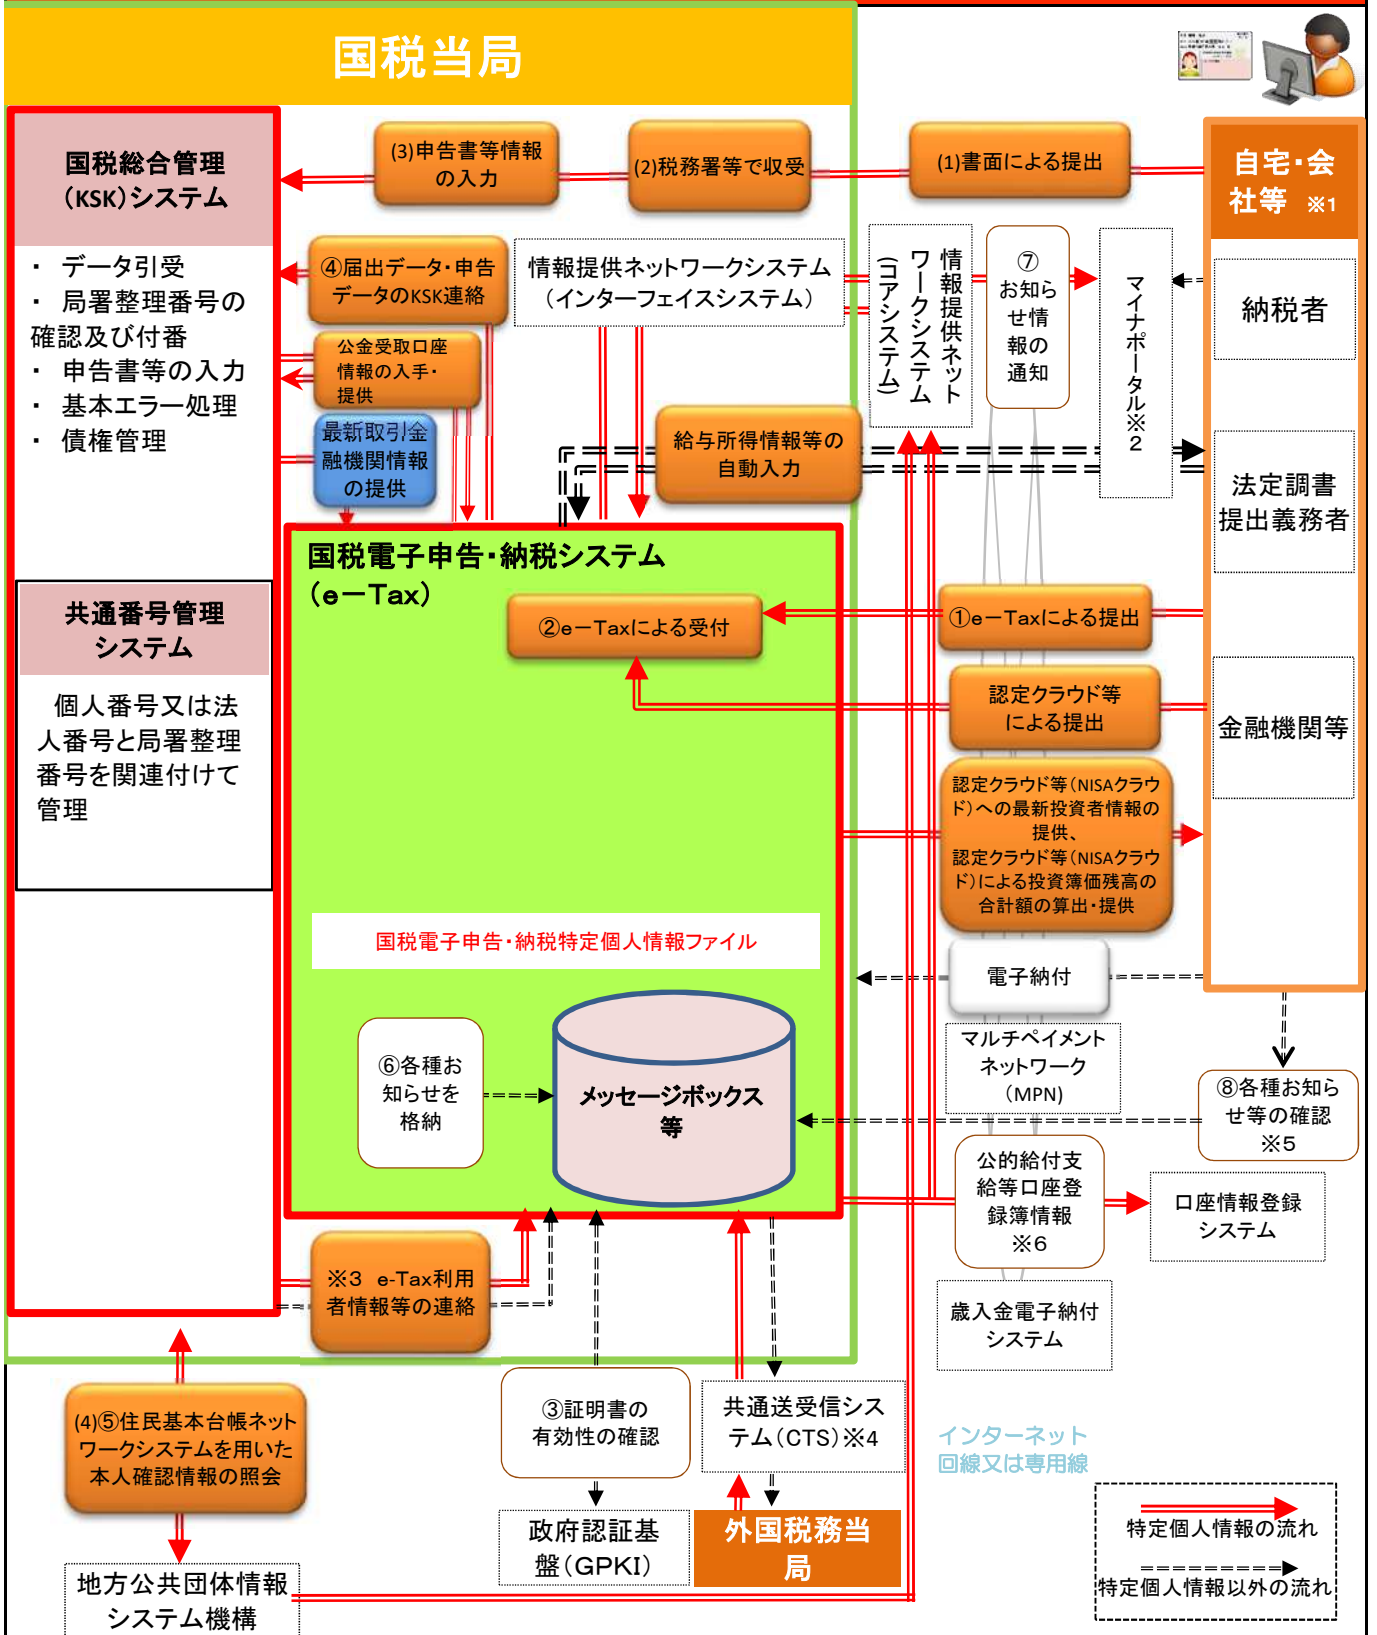 国税当局
国税総合管理
（KSK）システム
・ データ引受
・ 局署整理番号の
確認及び付番
・ 申告書等の入力
・ 基本エラー処理
・ 債権管理
共通番号管理
システム
個人番号又は法
人番号と局署整理
番号を関連付けて
管理
(3)申告書等情報
の入力
(2)税務署等で収受
(1)書面による提出
④届出データ・申告
データのKSK連絡
公金受取口座
情報の入手・
提供
最新取引金
融機関情報
の提供
情報提供ネットワークシステム
（インターフェイスシステム）
情報提供ネット
ワークシステム
（コアシステム）
⑦
お知ら
せ情
報の
通知
マイナポータル※2
給与所得情報等の
自動入力
自宅・会
社等 ※1
納税者
法定調書
提出義務者
金融機関等
国税電子申告・納税システム
（e－Tax）
②e－Taxによる受付
①e－Taxによる提出
認定クラウド等
による提出
認定クラウド等（NISAクラウ
ド）への最新投資者情報の
提供、
認定クラウド等（NISAクラウ
ド）による投資簿価残高の
合計額の算出・提供
国税電子申告・納税特定個人情報ファイル
電子納付
マルチペイメント
ネットワーク
（MPN)
⑥各種お
知らせを
格納
メッセージボックス
等
⑧各種お知ら
せ等の確認
※5
公的給付支
給等口座登
録簿情報
※6
口座情報登録
システム
歳入金電子納付
システム
※3 e-Tax利用
者情報等の連絡
(4)⑤住民基本台帳ネット
ワークシステムを用いた
本人確認情報の照会
地方公共団体情報
システム機構
③証明書の
有効性の確認
政府認証基
盤（GPKI）
共通送受信シス
テム（CTS）※4
外国税務当
局
インターネット
回線又は専用線
特定個人情報の流れ
特定個人情報以外の流れ